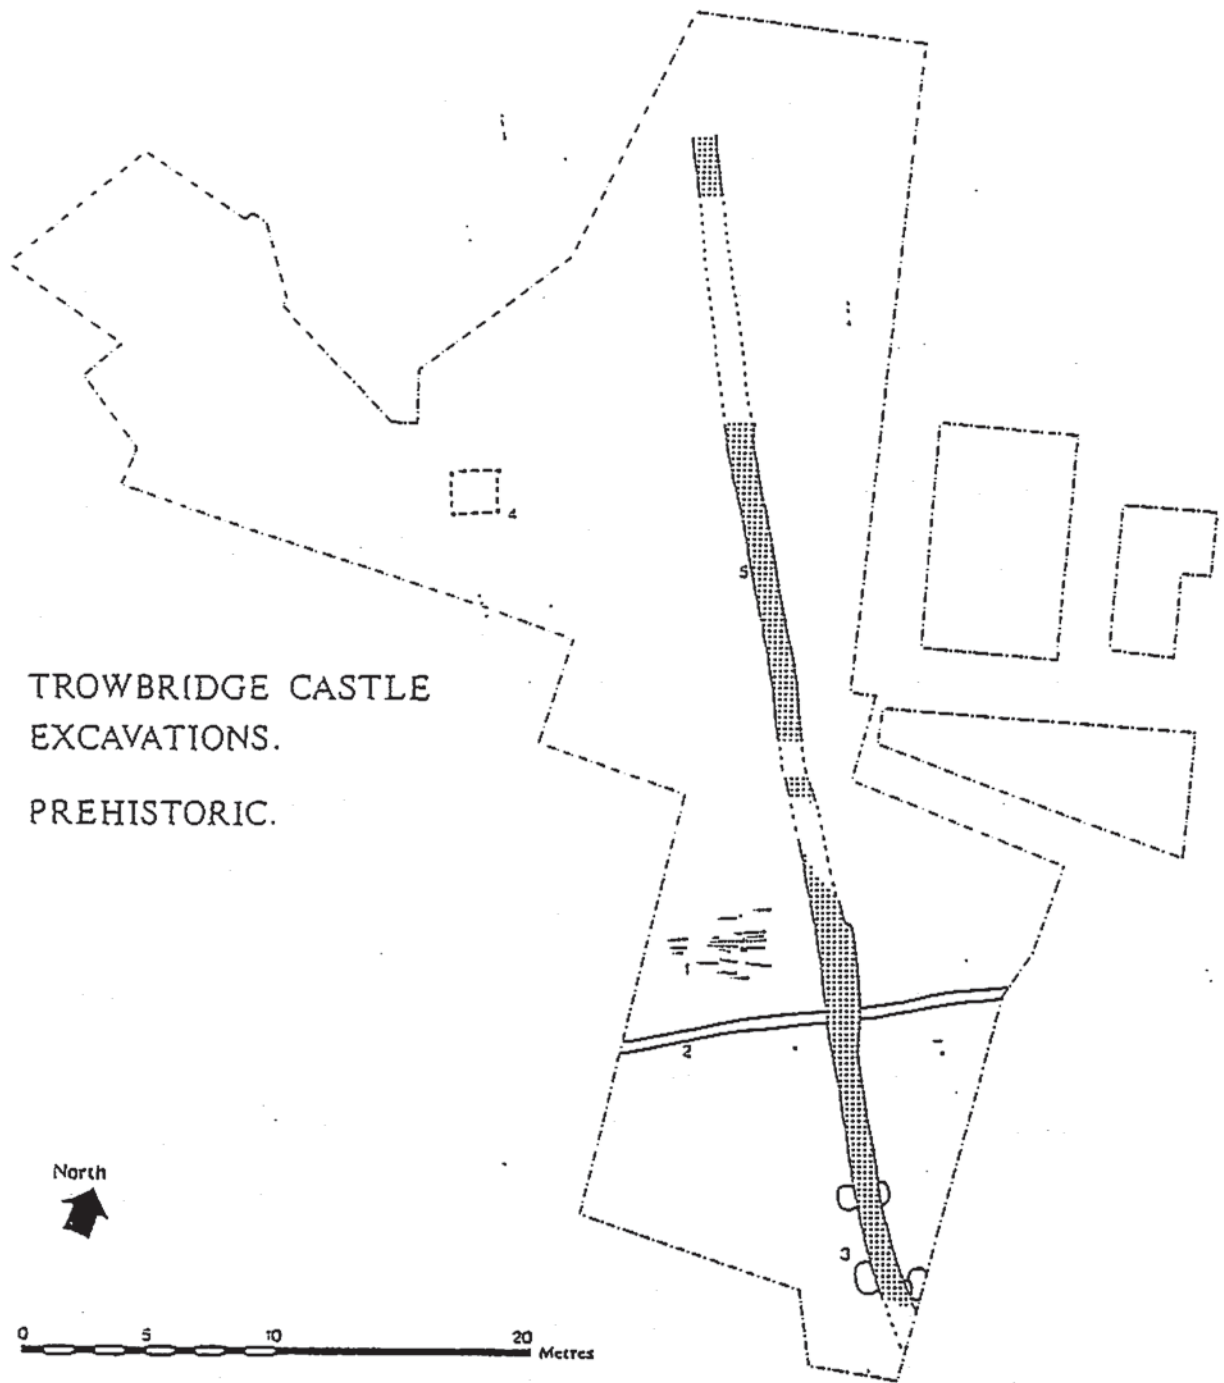 4
5
TROWBRIDGE CASTLE
EXCAVATIONS.
PREHISTORIC.
1
2
North
3
0 5 10 20 Metres